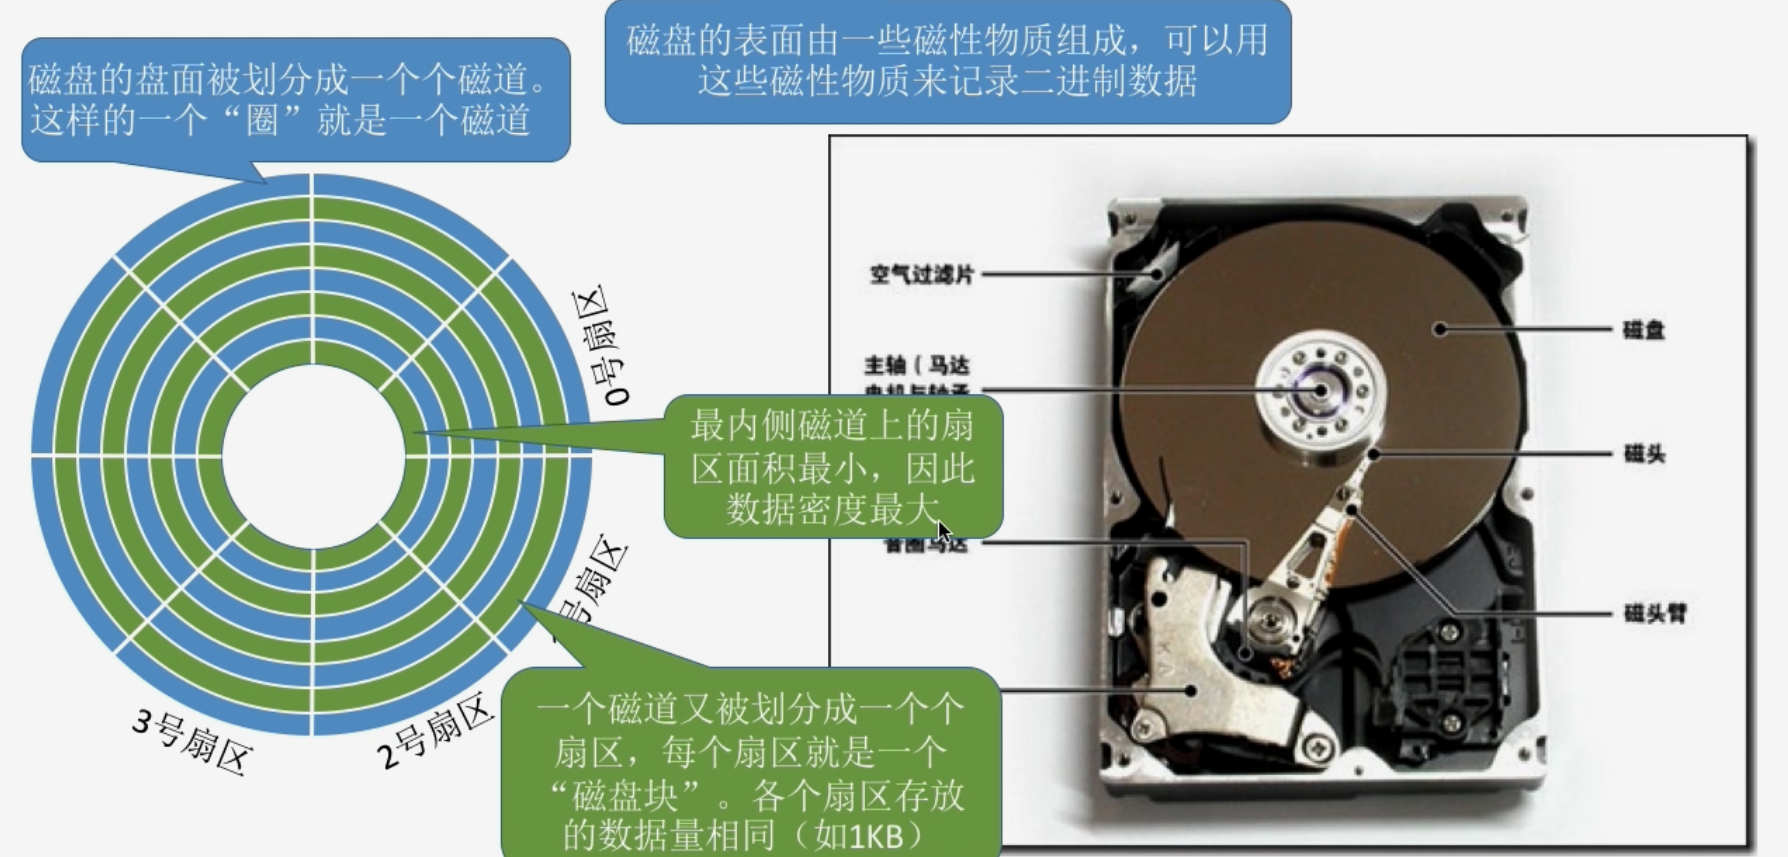 磁盘的表面由一些磁性物质组成，可以用
这些磁性物质来记录二进制数据
磁盘的盘面被划分成一个个磁道。
这样的一个“圈”就是一个磁道
0号扇区
号扇区
2号扇区
3号扇区
最内侧磁道上的扇
区面积最小，因此
数据密度最大
一个磁道又被划分成一个个
扇区，每个扇区就是一个
“磁盘块”。各个扇区存放
的数据量相同（如1KB）
空气过滤片
主轴（马达
电机与轴承
音圈马达
磁盘
磁头
磁头臂